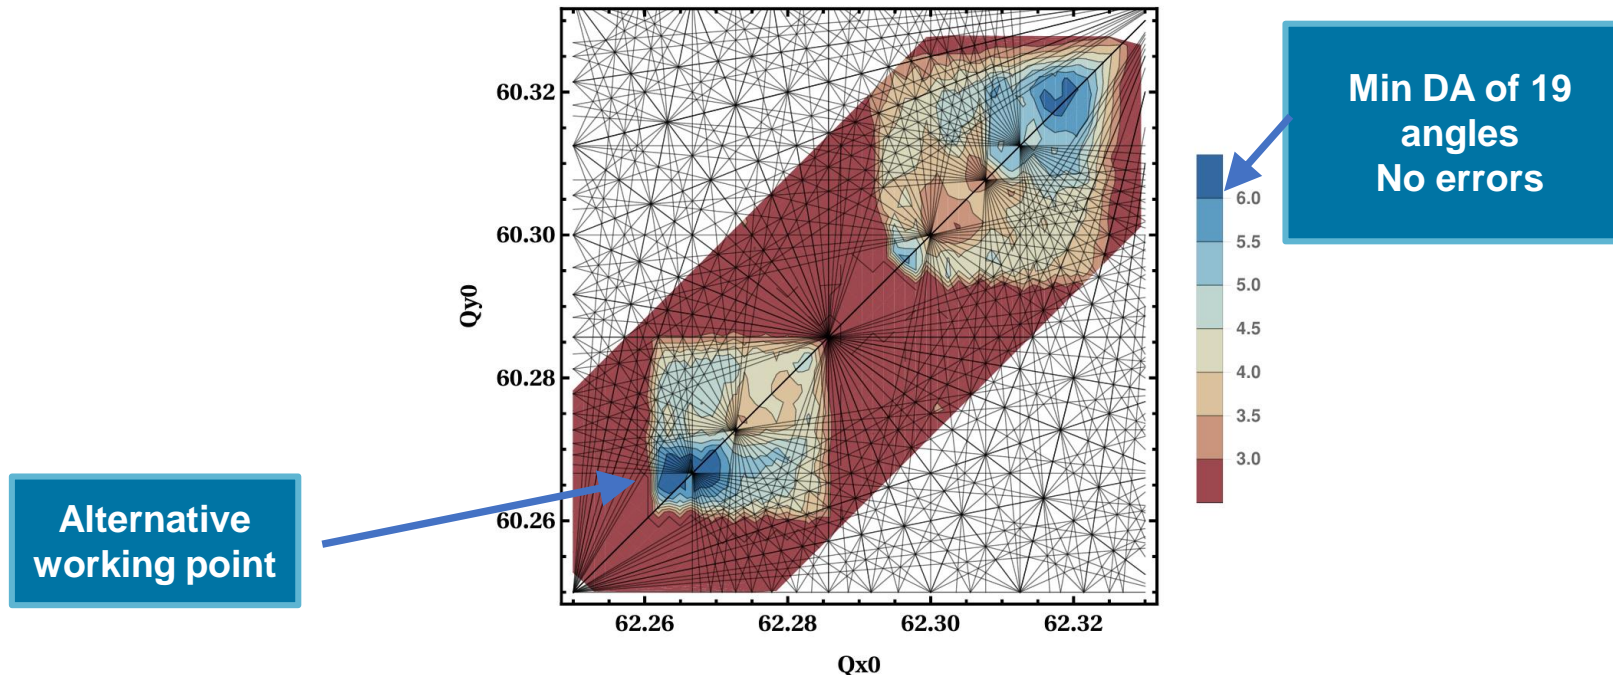 60.32
60.30
60.28
60.26
Qy0
62.26 62.28 62.30 62.32
Qx0
6.0
5.5
5.0
4.5
4.0
3.5
3.0
Min DA of 19
angles
No errors
Alternative
working point